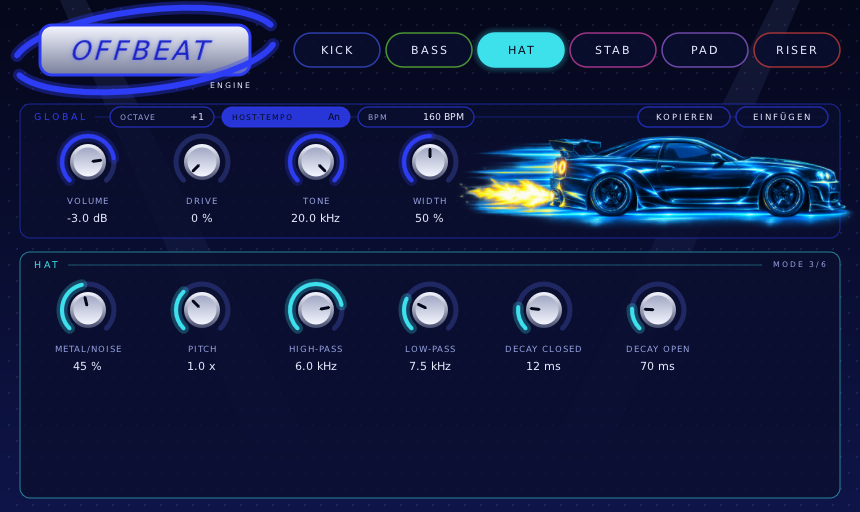 OFFBEAT
ENGINE
KICK BASS HAT STAB PAD RISER
GLOBAL OCTAVE +1 HOST-TEMPO An BPM 160 BPM KOPIEREN EINFÜGEN
VOLUME DRIVE TONE WIDTH
-3.0 dB 0 % 20.0 kHz 50 %
HAT MODE 3/6
METAL/NOISE PITCH HIGH-PASS LOW-PASS DECAY CLOSED DECAY OPEN
45 % 1.0 x 6.0 kHz 7.5 kHz 12 ms 70 ms